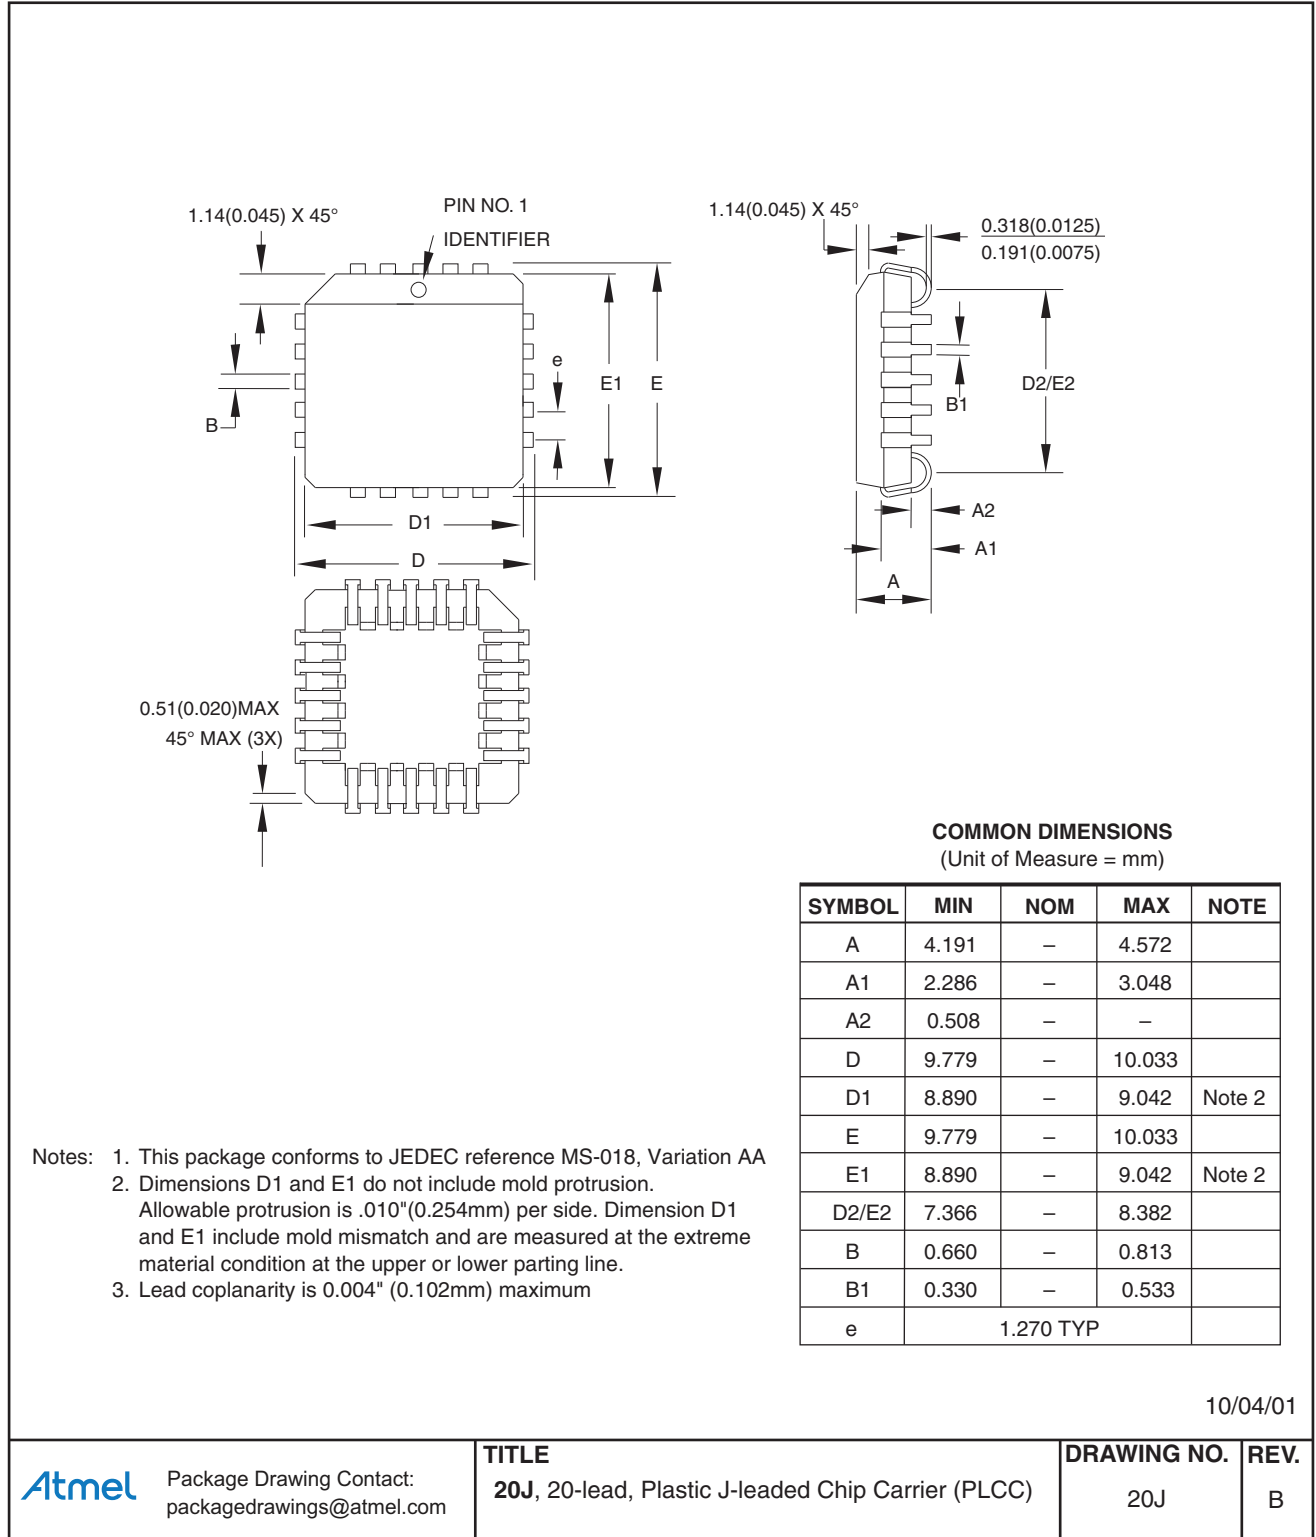 1.14(0.045) X 45°
PIN NO. 1
IDENTIFIER
1.14(0.045) X 45°
0.318(0.0125)
0.191(0.0075)
e
E1
E
B
D1
D
B1
D2/E2
A2
A1
A
0.51(0.020)MAX
45° MAX (3X)
COMMON DIMENSIONS
(Unit of Measure = mm)
SYMBOL MIN NOM MAX NOTE
A 4.191 – 4.572
A1 2.286 – 3.048
A2 0.508 – –
D 9.779 – 10.033
D1 8.890 – 9.042 Note 2
E 9.779 – 10.033
E1 8.890 – 9.042 Note 2
D2/E2 7.366 – 8.382
B 0.660 – 0.813
B1 0.330 – 0.533
e 1.270 TYP
Notes: 1. This package conforms to JEDEC reference MS-018, Variation AA
2. Dimensions D1 and E1 do not include mold protrusion.
Allowable protrusion is .010"(0.254mm) per side. Dimension D1
and E1 include mold mismatch and are measured at the extreme
material condition at the upper or lower parting line.
3. Lead coplanarity is 0.004" (0.102mm) maximum
10/04/01
Atmel
Package Drawing Contact:
packagedrawings@atmel.com
TITLE
20J, 20-lead, Plastic J-leaded Chip Carrier (PLCC)
DRAWING NO.
20J
REV.
B